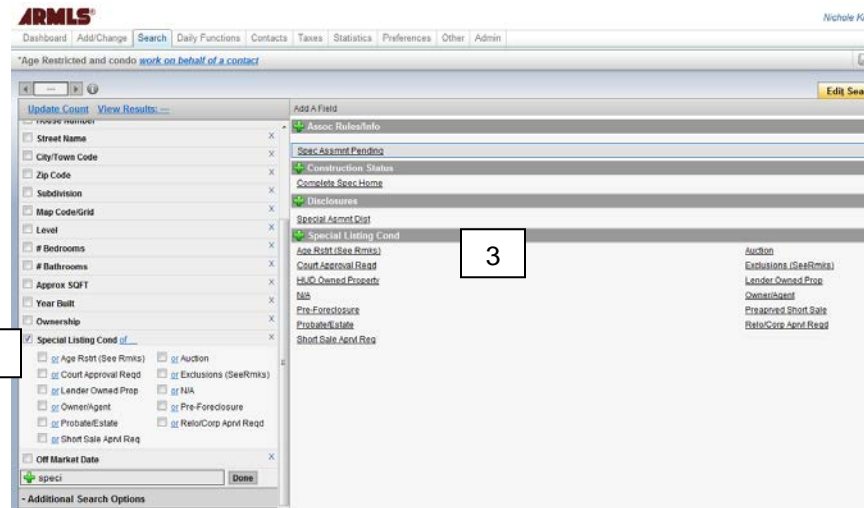 ARMLS®
Nichole Ki
Dashboard Add/Change Search Daily Functions Contacts Taxes Statistics Preferences Other Admin
*Age Restricted and condo work on behalf of a contact
Edit Sea
Update Count View Results: ---
House Number
Street Name x
City/Town Code x
Zip Code x
Subdivision x
Map Code/Grid x
Level x
# Bedrooms x
# Bathrooms x
Approx SQFT x
Year Built x
Ownership x
Special Listing Cond of x
or Age Rstrt (See Rmks) or Auction
or Court Approval Reqd or Exclusions (SeeRmks)
or Lender Owned Prop or N/A
or Owner/Agent or Pre-Foreclosure
or Probate/Estate or Relo/Corp Aprvl Reqd
or Short Sale Aprvl Req
Off Market Date x
speci Done
- Additional Search Options
Add A Field
Assoc Rules/Info
Spec Assmnt Pending
Construction Status
Complete Spec Home
Disclosures
Special Asmnt Dist
Special Listing Cond
3
Age Rstrt (See Rmks) Auction
Court Approval Reqd Exclusions (SeeRmks)
HUD Owned Property Lender Owned Prop
N/A Owner/Agent
Pre-Foreclosure Preaprved Short Sale
Probate/Estate Relo/Corp Aprvl Reqd
Short Sale Aprvl Req